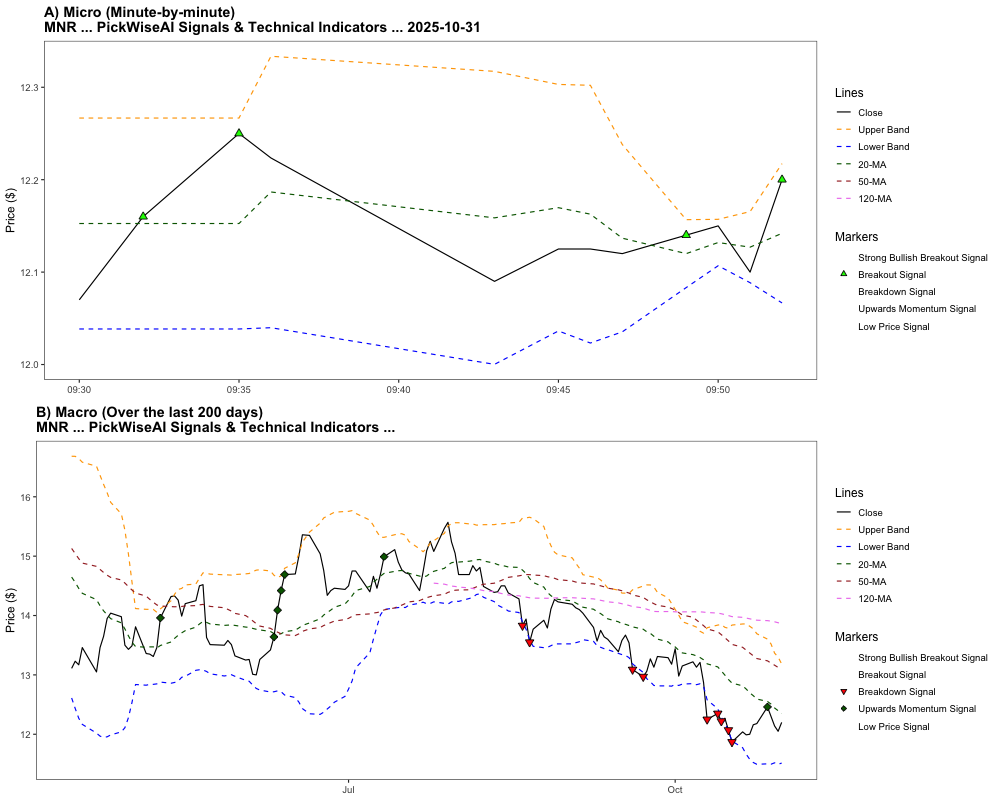 A) Micro (Minute-by-minute)
MNR ... PickWiseAI Signals & Technical Indicators ... 2025-10-31
Price ($)
12.3
12.2
12.1
12.0
09:30
09:35
09:40
09:45
09:50
Lines
Close
Upper Band
Lower Band
20-MA
50-MA
120-MA
Markers
Strong Bullish Breakout Signal
Breakout Signal
Breakdown Signal
Upwards Momentum Signal
Low Price Signal
B) Macro (Over the last 200 days)
MNR ... PickWiseAI Signals & Technical Indicators ...
Price ($)
16
15
14
13
12
Jul
Oct
Lines
Close
Upper Band
Lower Band
20-MA
50-MA
120-MA
Markers
Strong Bullish Breakout Signal
Breakout Signal
Breakdown Signal
Upwards Momentum Signal
Low Price Signal